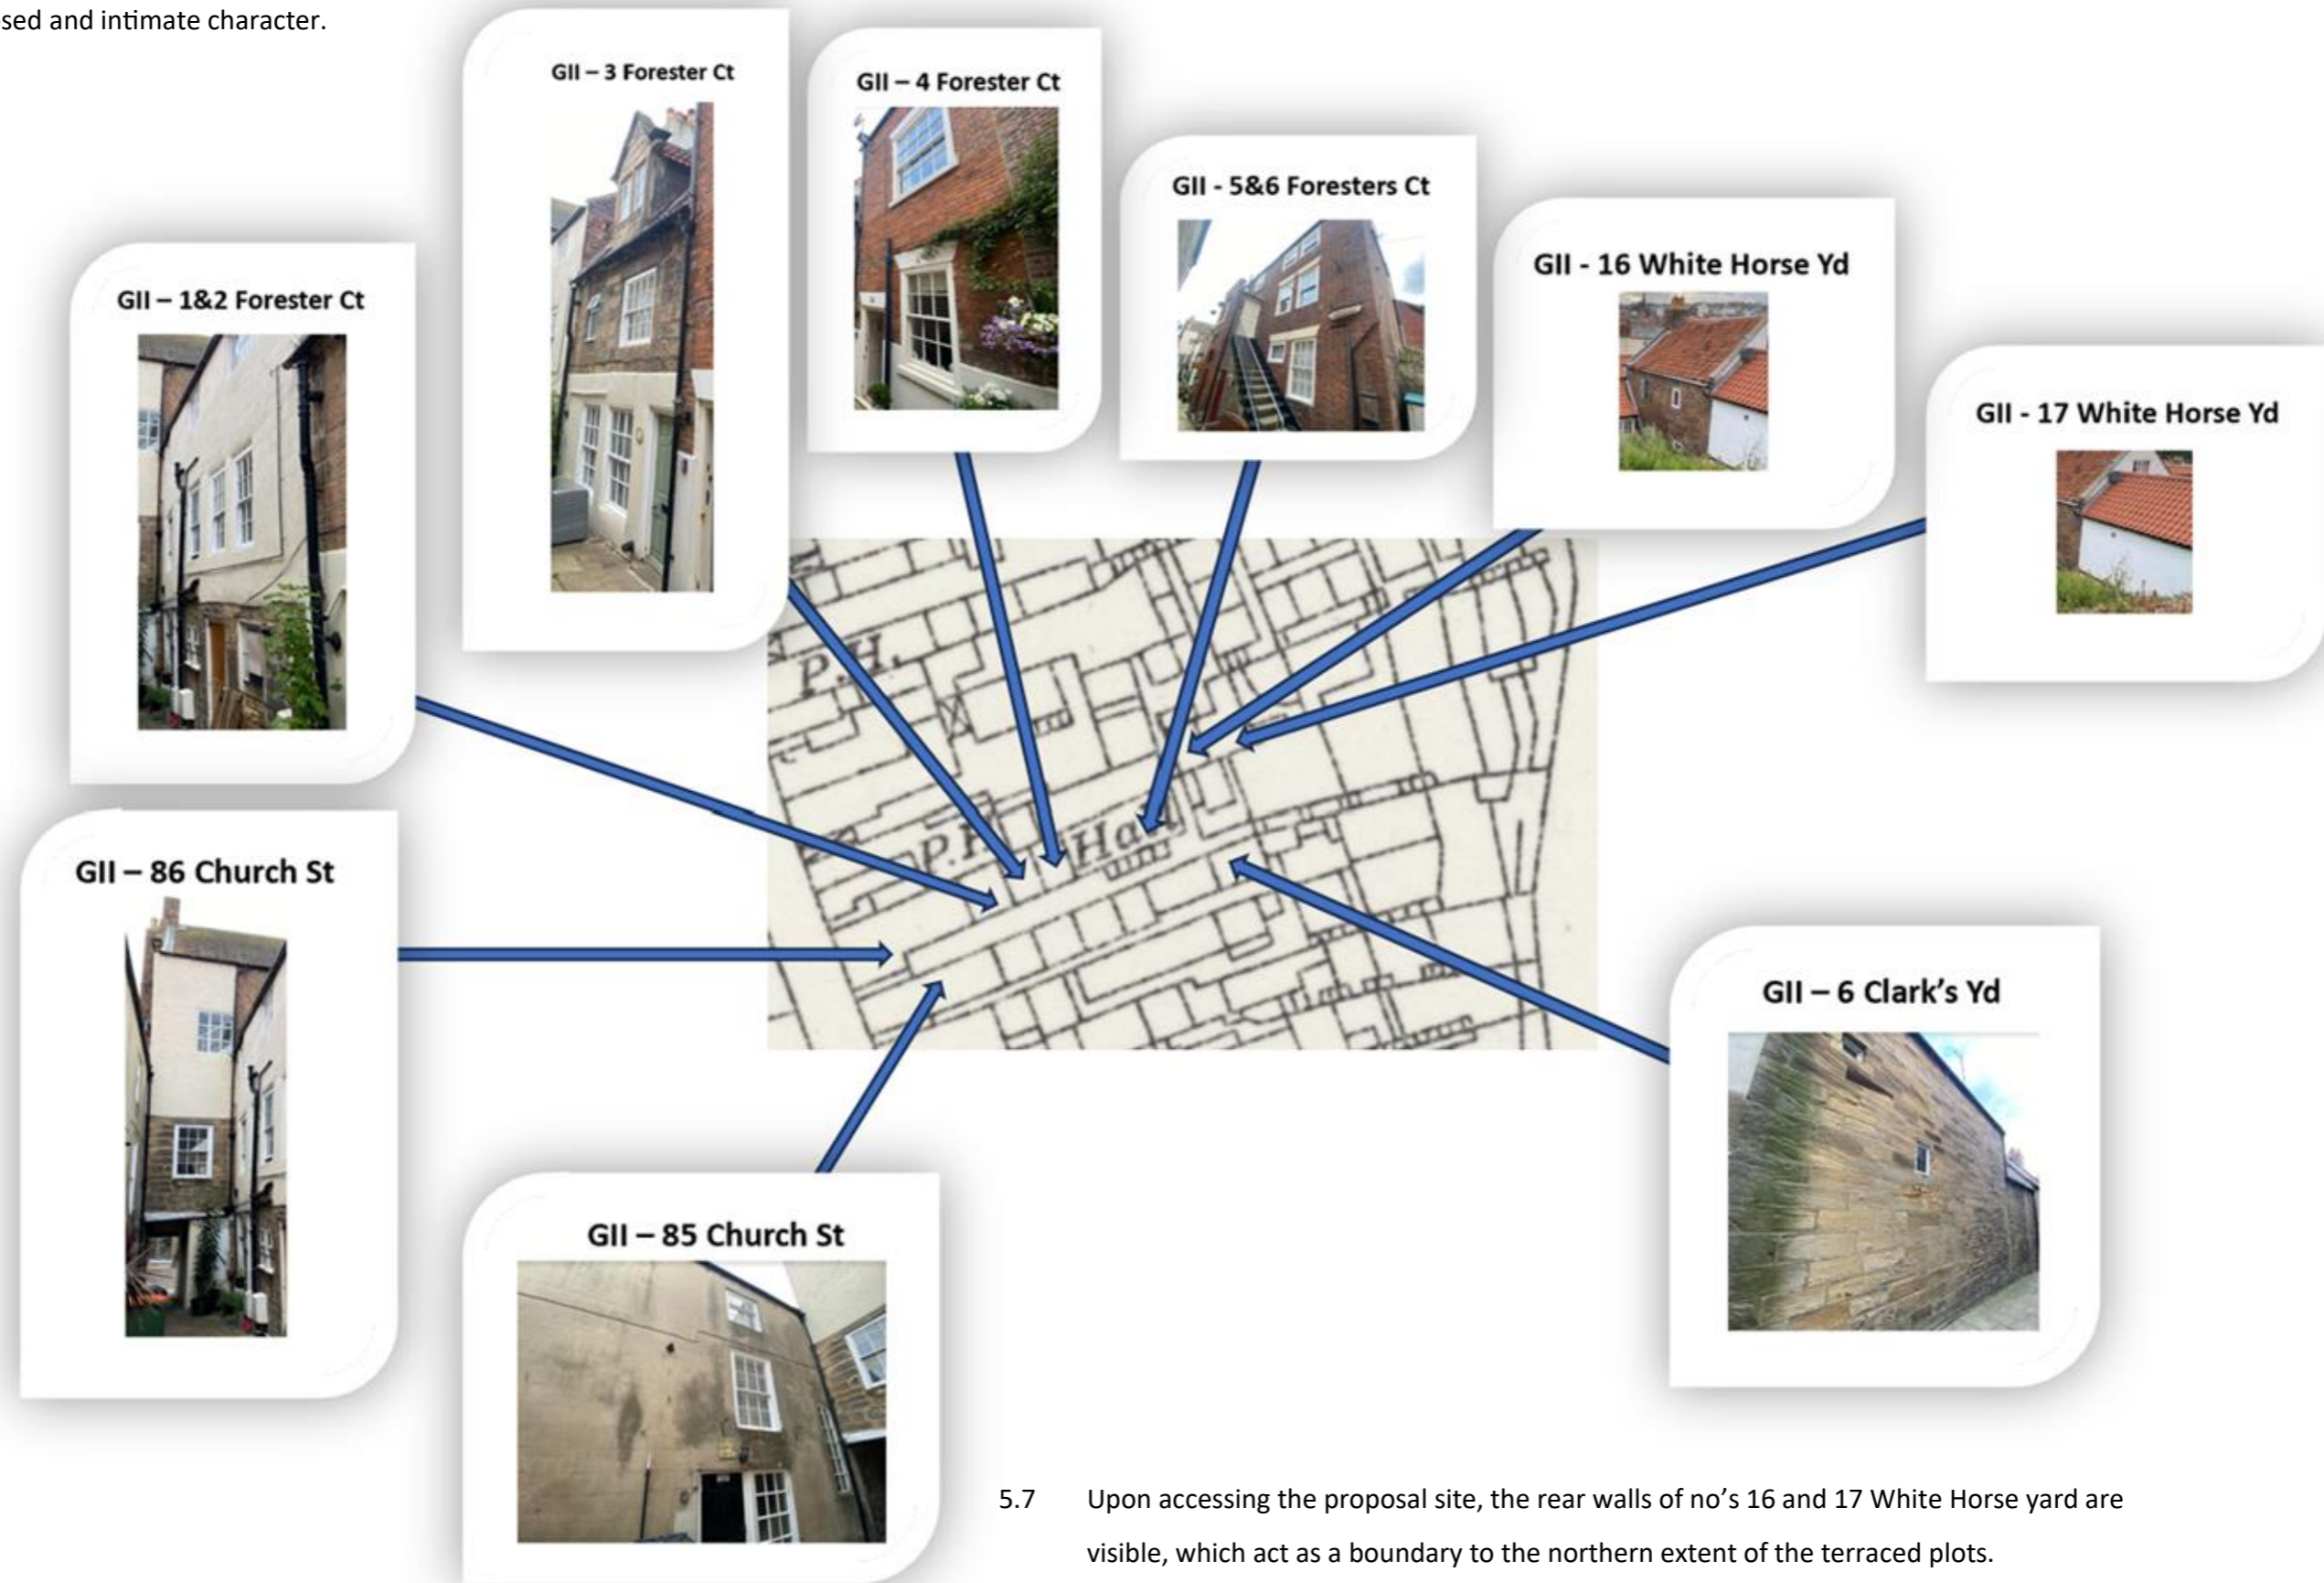 sed and intimate character.
GII – 3 Forester Ct
GII – 4 Forester Ct
GII - 5&6 Foresters Ct
GII - 16 White Horse Yd
GII – 1&2 Forester Ct
GII - 17 White Horse Yd
P.H.
P.H
Ha
GII – 86 Church St
GII – 6 Clark's Yd
GII – 85 Church St
5.7 Upon accessing the proposal site, the rear walls of no's 16 and 17 White Horse yard are
visible, which act as a boundary to the northern extent of the terraced plots.